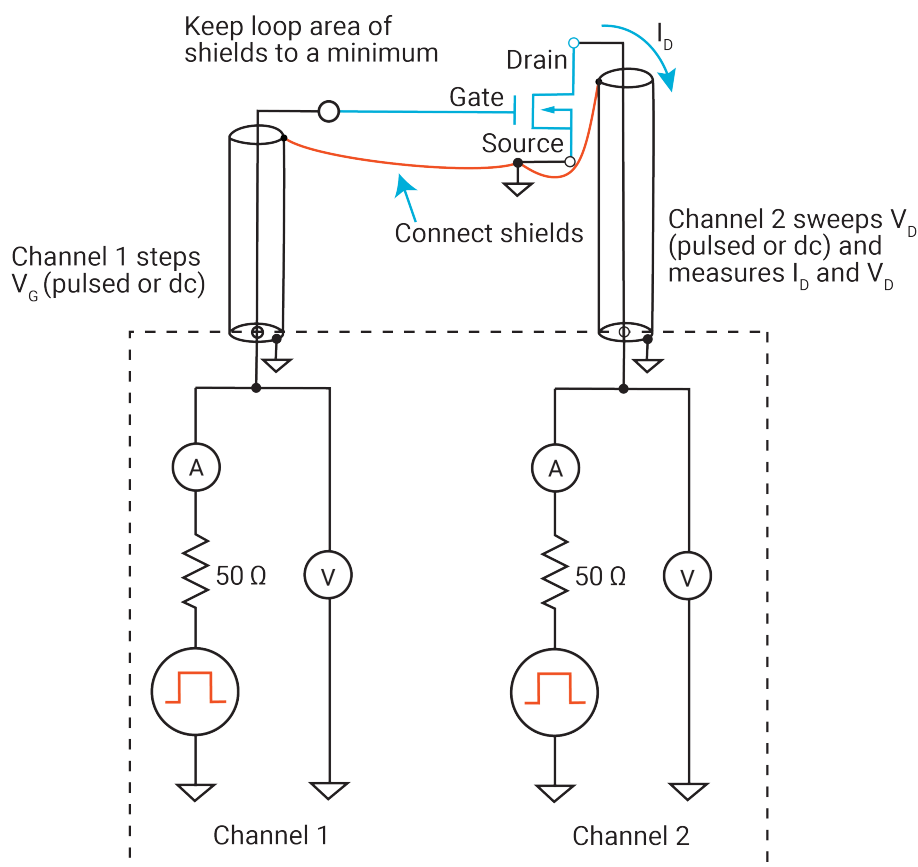 Keep loop area of
shields to a minimum
I_D
Drain
Gate
Source
Connect shields
Channel 1 steps
V_G (pulsed or dc)
Channel 2 sweeps V_D
(pulsed or dc) and
measures I_D and V_D
A
A
50 Ω
V
50 Ω
V
Channel 1
Channel 2